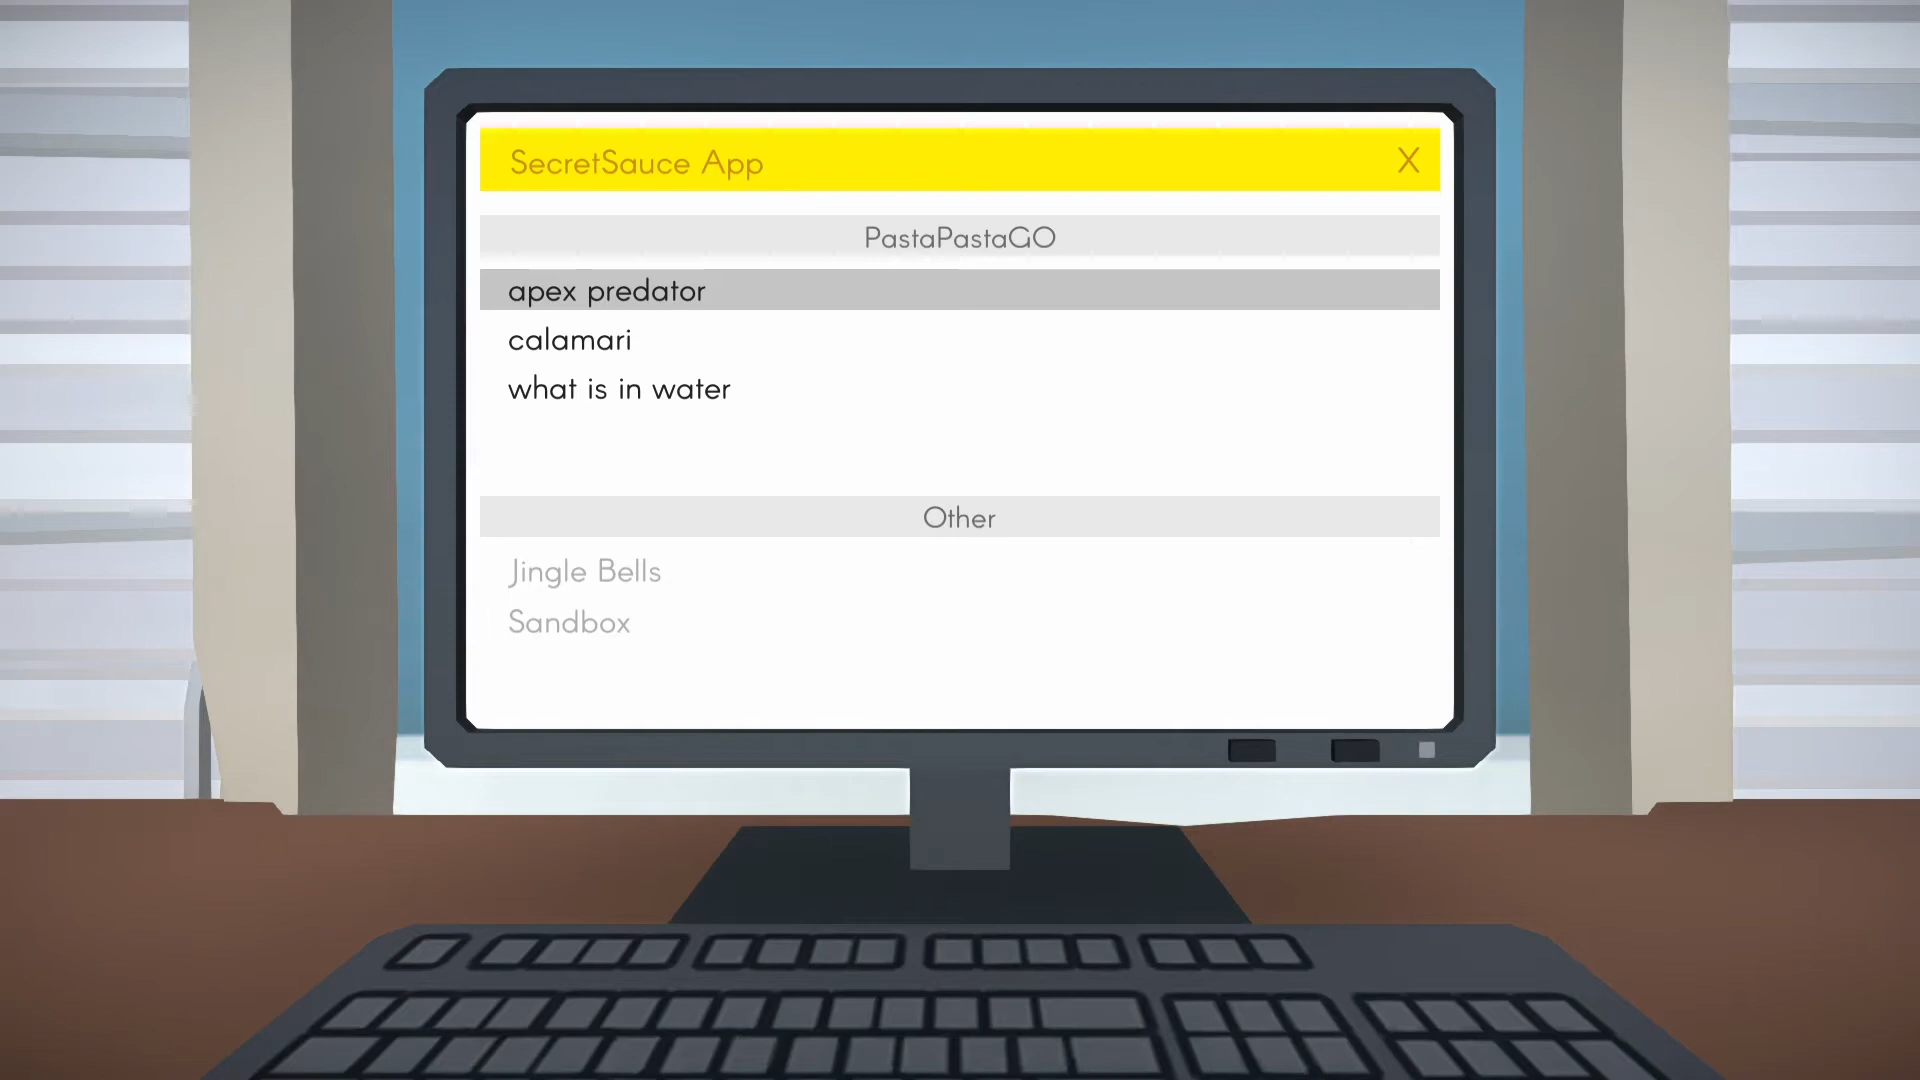 SecretSauce App X
PastaPastaGO
apex predator
calamari
what is in water
Other
Jingle Bells
Sandbox